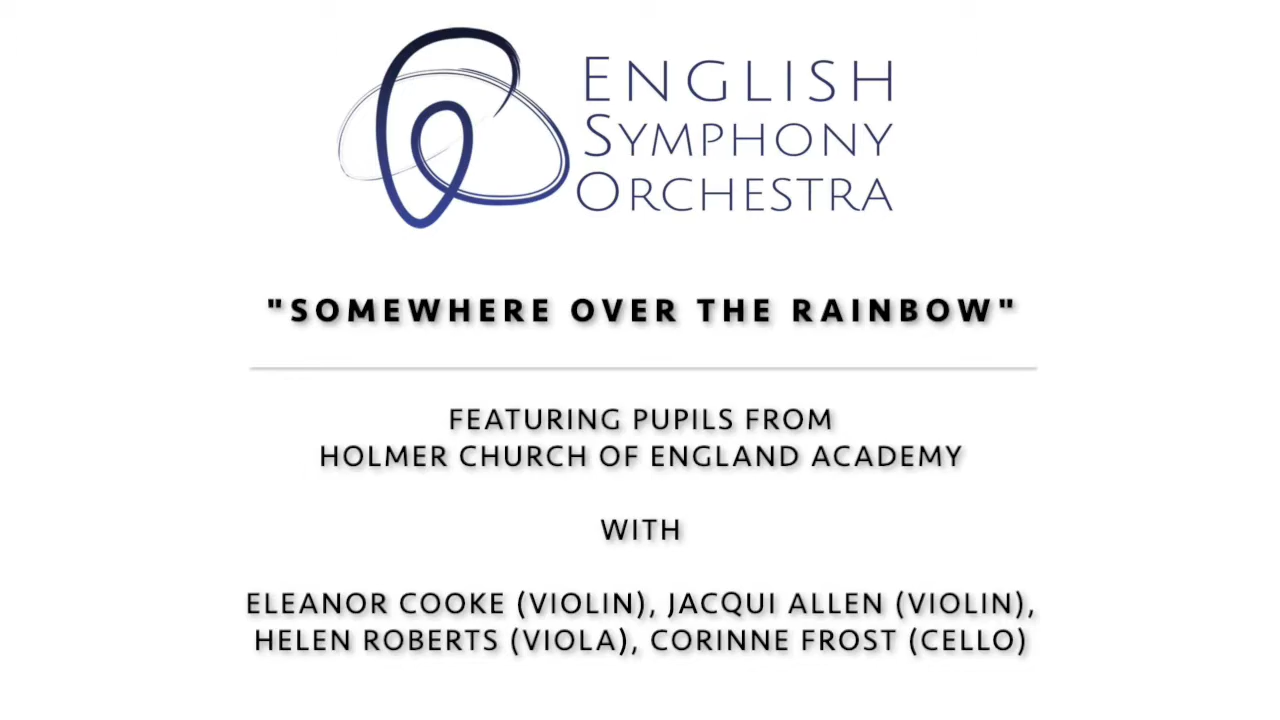 ENGLISH
SYMPHONY
ORCHESTRA
"SOMEWHERE OVER THE RAINBOW"
FEATURING PUPILS FROM
HOLMER CHURCH OF ENGLAND ACADEMY
WITH
ELEANOR COOKE (VIOLIN), JACQUI ALLEN (VIOLIN),
HELEN ROBERTS (VIOLA), CORINNE FROST (CELLO)